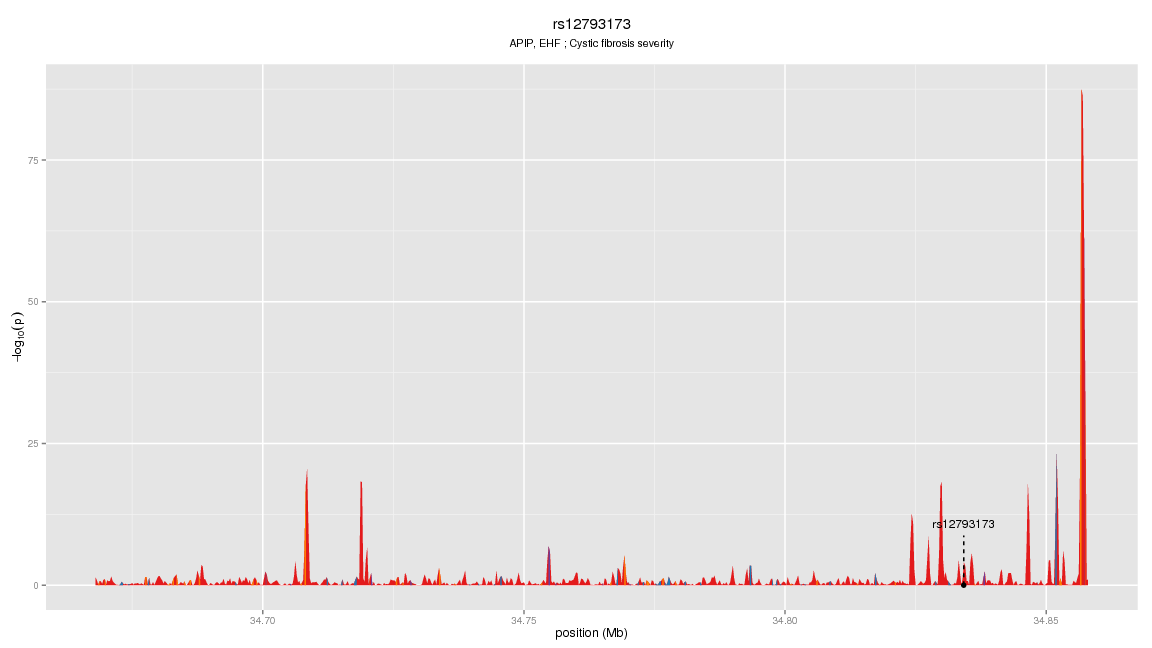 rs12793173
APIP, EHF ; Cystic fibrosis severity
75
50
25
0
−log10(p)
rs12793173
34.70
34.75
34.80
34.85
position (Mb)